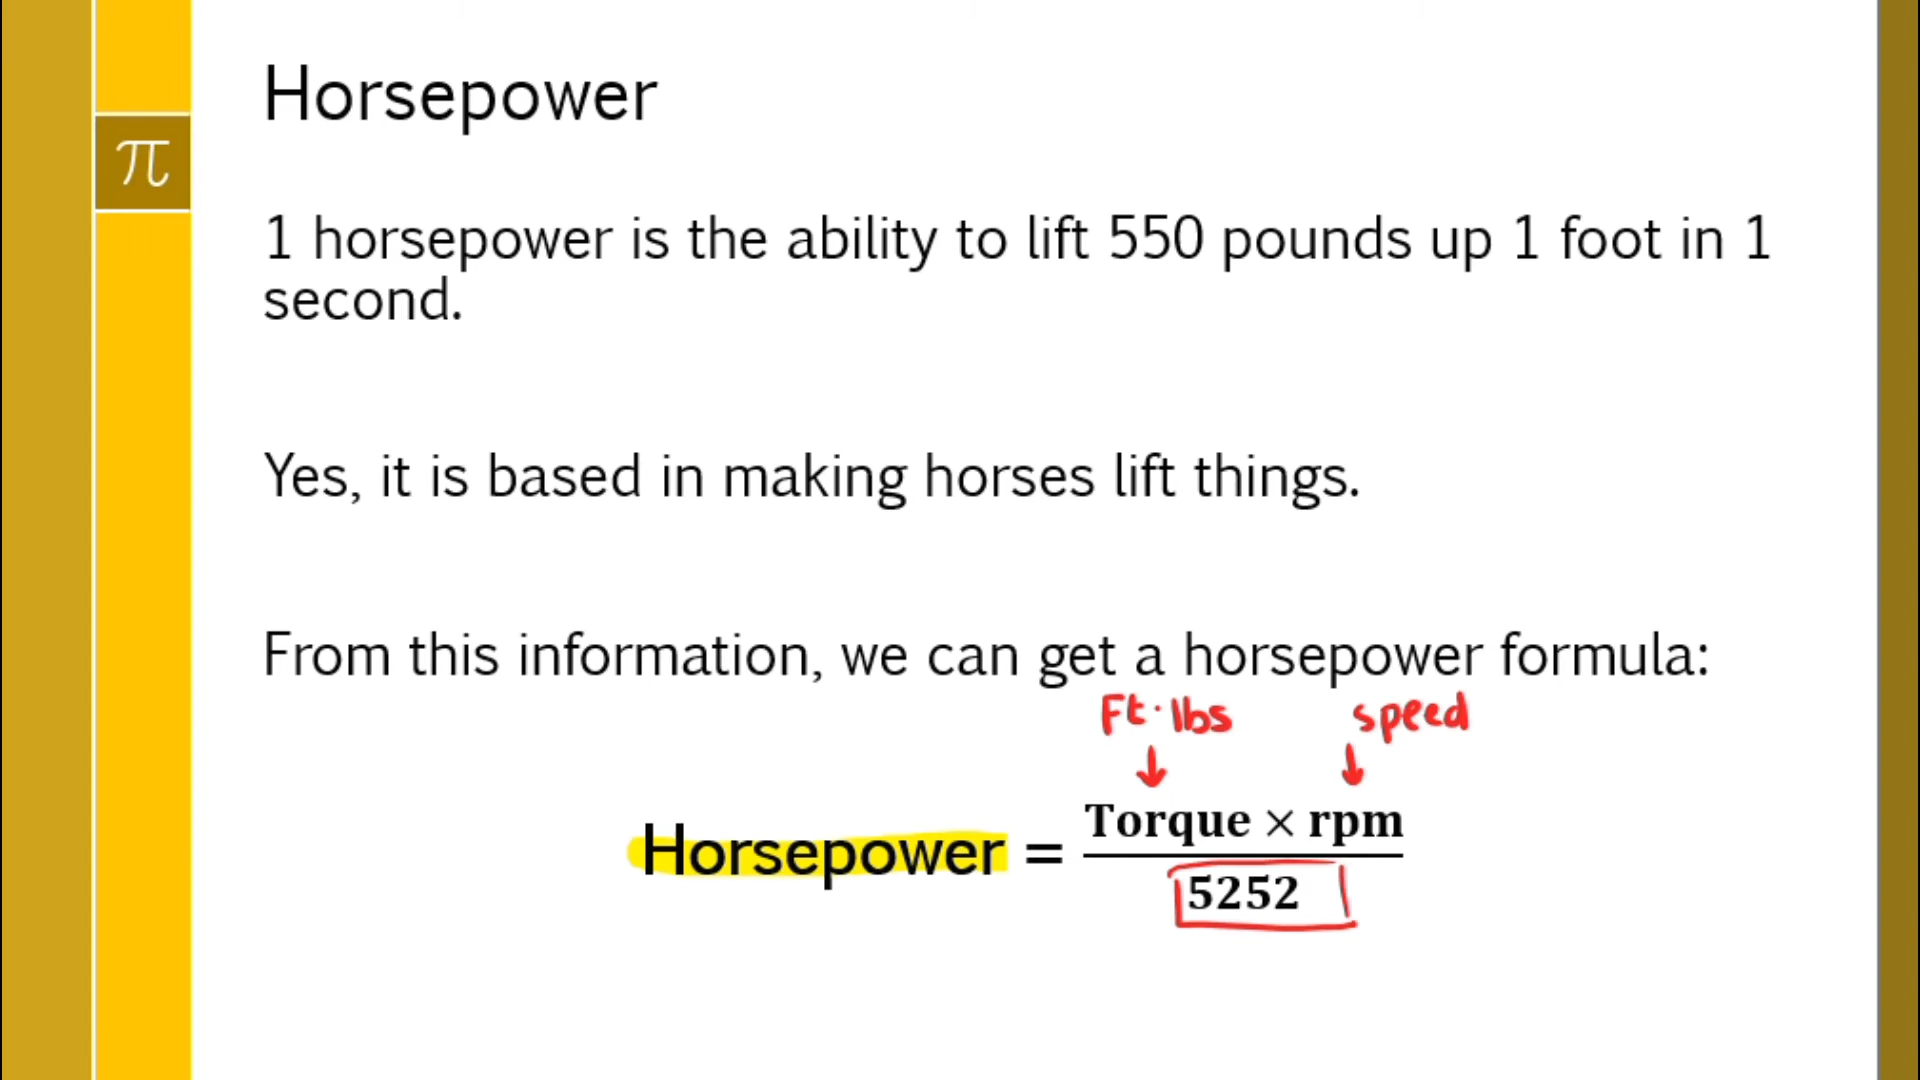 Horsepower
π
1 horsepower is the ability to lift 550 pounds up 1 foot in 1
second.
Yes, it is based in making horses lift things.
From this information, we can get a horsepower formula:
Ft·lbs speed
↓ ↓
Horsepower = Torque × rpm
5252